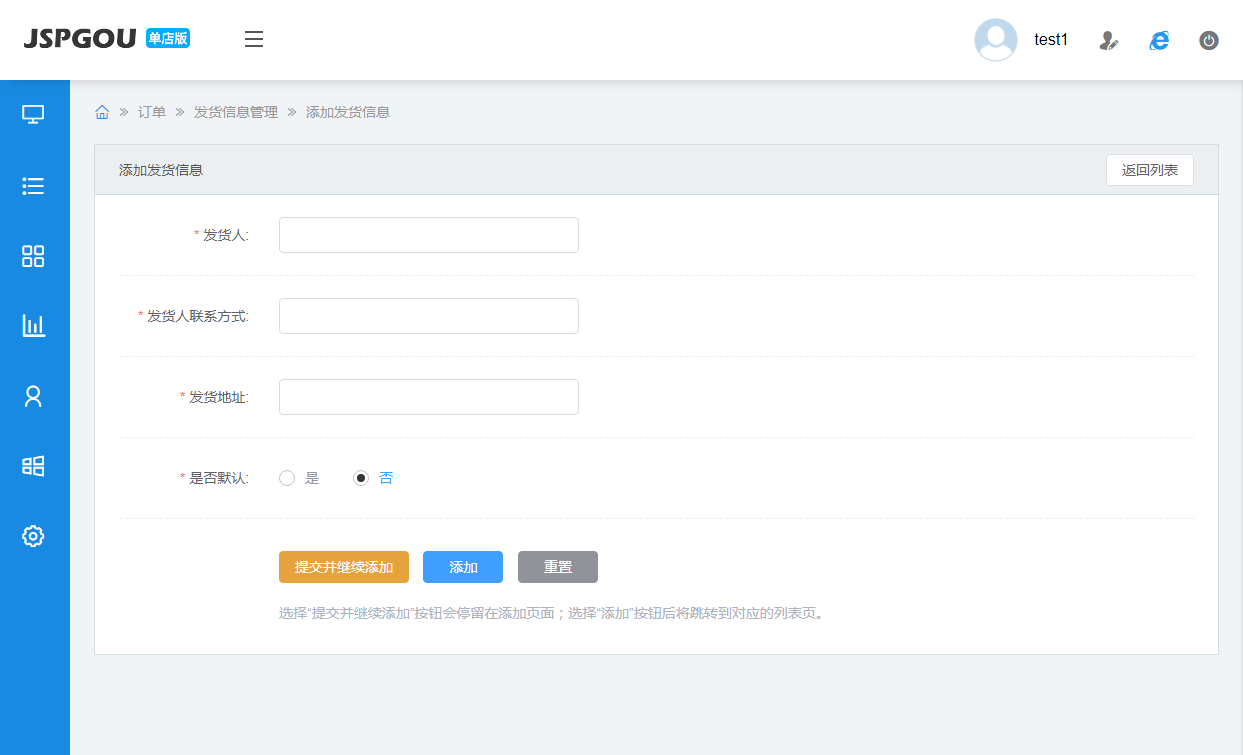 JSPGOU 单店版
test1
订单 » 发货信息管理 » 添加发货信息
添加发货信息
返回列表
* 发货人:
* 发货人联系方式:
* 发货地址:
* 是否默认:
是 否
提交并继续添加 添加 重置
选择“提交并继续添加”按钮会停留在添加页面；选择“添加”按钮后将跳转到对应的列表页。